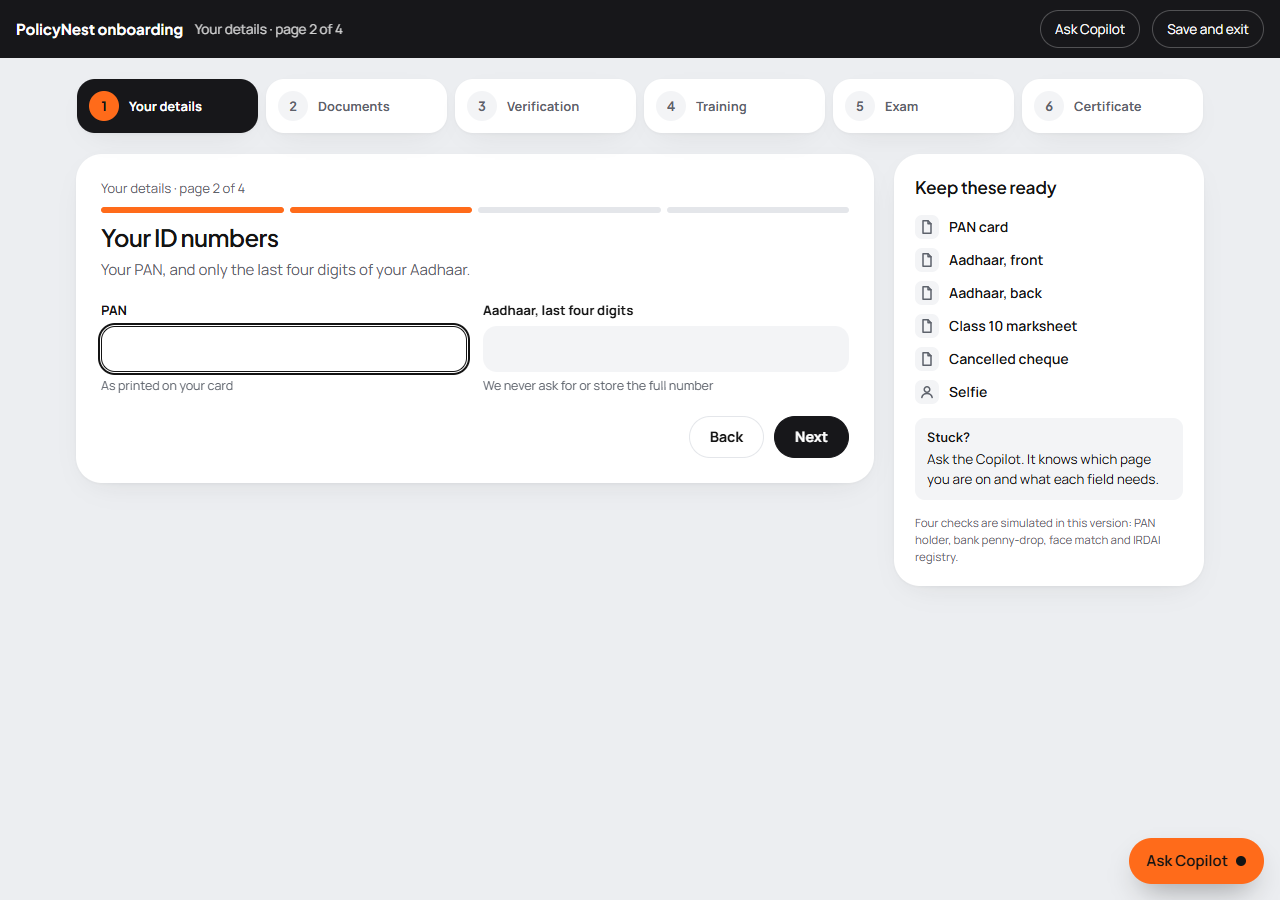 PolicyNest onboarding
Your details · page 2 of 4
Ask Copilot
Save and exit
1 Your details
2 Documents
3 Verification
4 Training
5 Exam
6 Certificate
Your details · page 2 of 4
Your ID numbers
Your PAN, and only the last four digits of your Aadhaar.
PAN
As printed on your card
Aadhaar, last four digits
We never ask for or store the full number
Back
Next
Keep these ready
PAN card
Aadhaar, front
Aadhaar, back
Class 10 marksheet
Cancelled cheque
Selfie
Stuck?
Ask the Copilot. It knows which page
you are on and what each field needs.
Four checks are simulated in this version: PAN
holder, bank penny-drop, face match and IRDAI
registry.
Ask Copilot